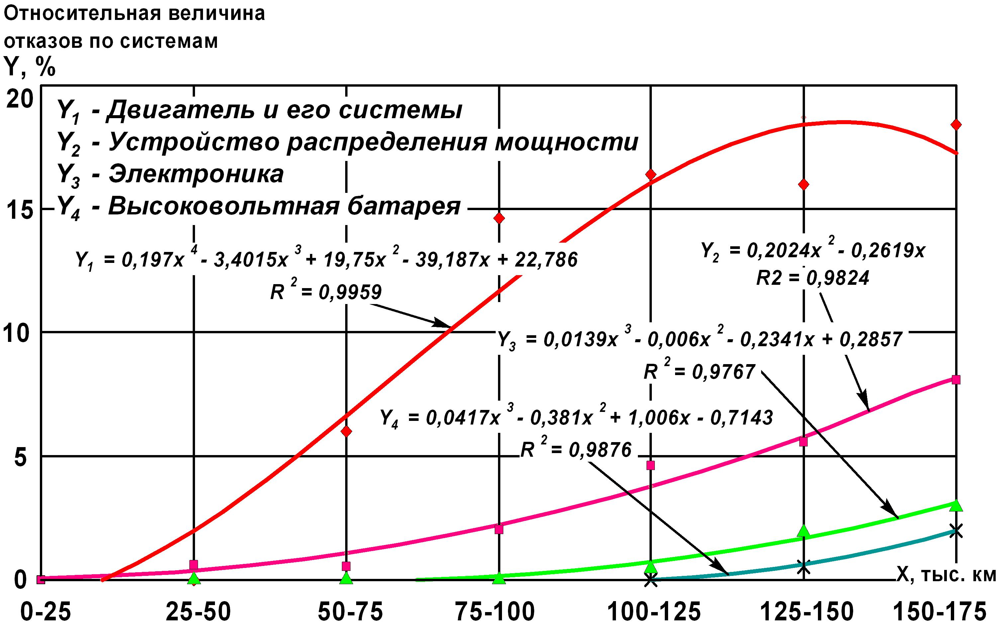 Относительная величина
отказов по системам
Y, %
20
Y1 - Двигатель и его системы
Y2 - Устройство распределения мощности
Y3 - Электроника
15
Y4 - Высоковольтная батарея
Y1 = 0,197x 4 - 3,4015x 3 + 19,75x 2 - 39,187x + 22,786
R 2 = 0,9959
Y2 = 0,2024x 2 - 0,2619x
R2 = 0,9824
10
Y3 = 0,0139x 3 - 0,006x 2 - 0,2341x + 0,2857
R 2 = 0,9767
Y4 = 0,0417x 3 - 0,381x 2 + 1,006x - 0,7143
R 2 = 0,9876
5
0
X, тыс. км
0-25 25-50 50-75 75-100 100-125 125-150 150-175